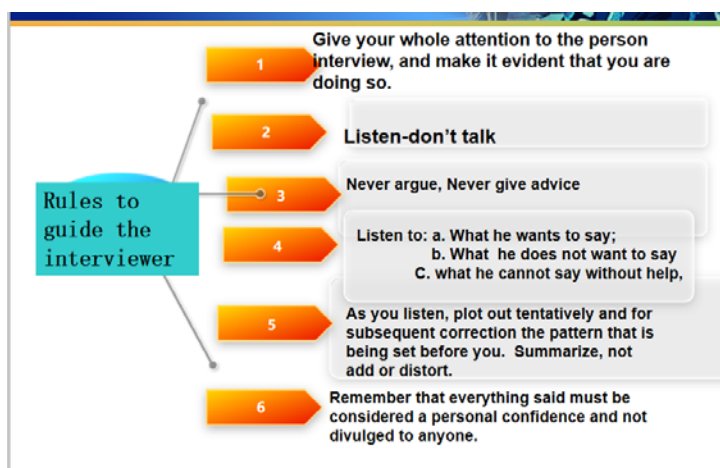 1
Give your whole attention to the person
interview, and make it evident that you are
doing so.
2
Listen-don't talk
Rules to
guide the
interviewer
3
Never argue, Never give advice
4
Listen to: a. What he wants to say;
b. What he does not want to say
C. what he cannot say without help,
5
As you listen, plot out tentatively and for
subsequent correction the pattern that is
being set before you. Summarize, not
add or distort.
6
Remember that everything said must be
considered a personal confidence and not
divulged to anyone.